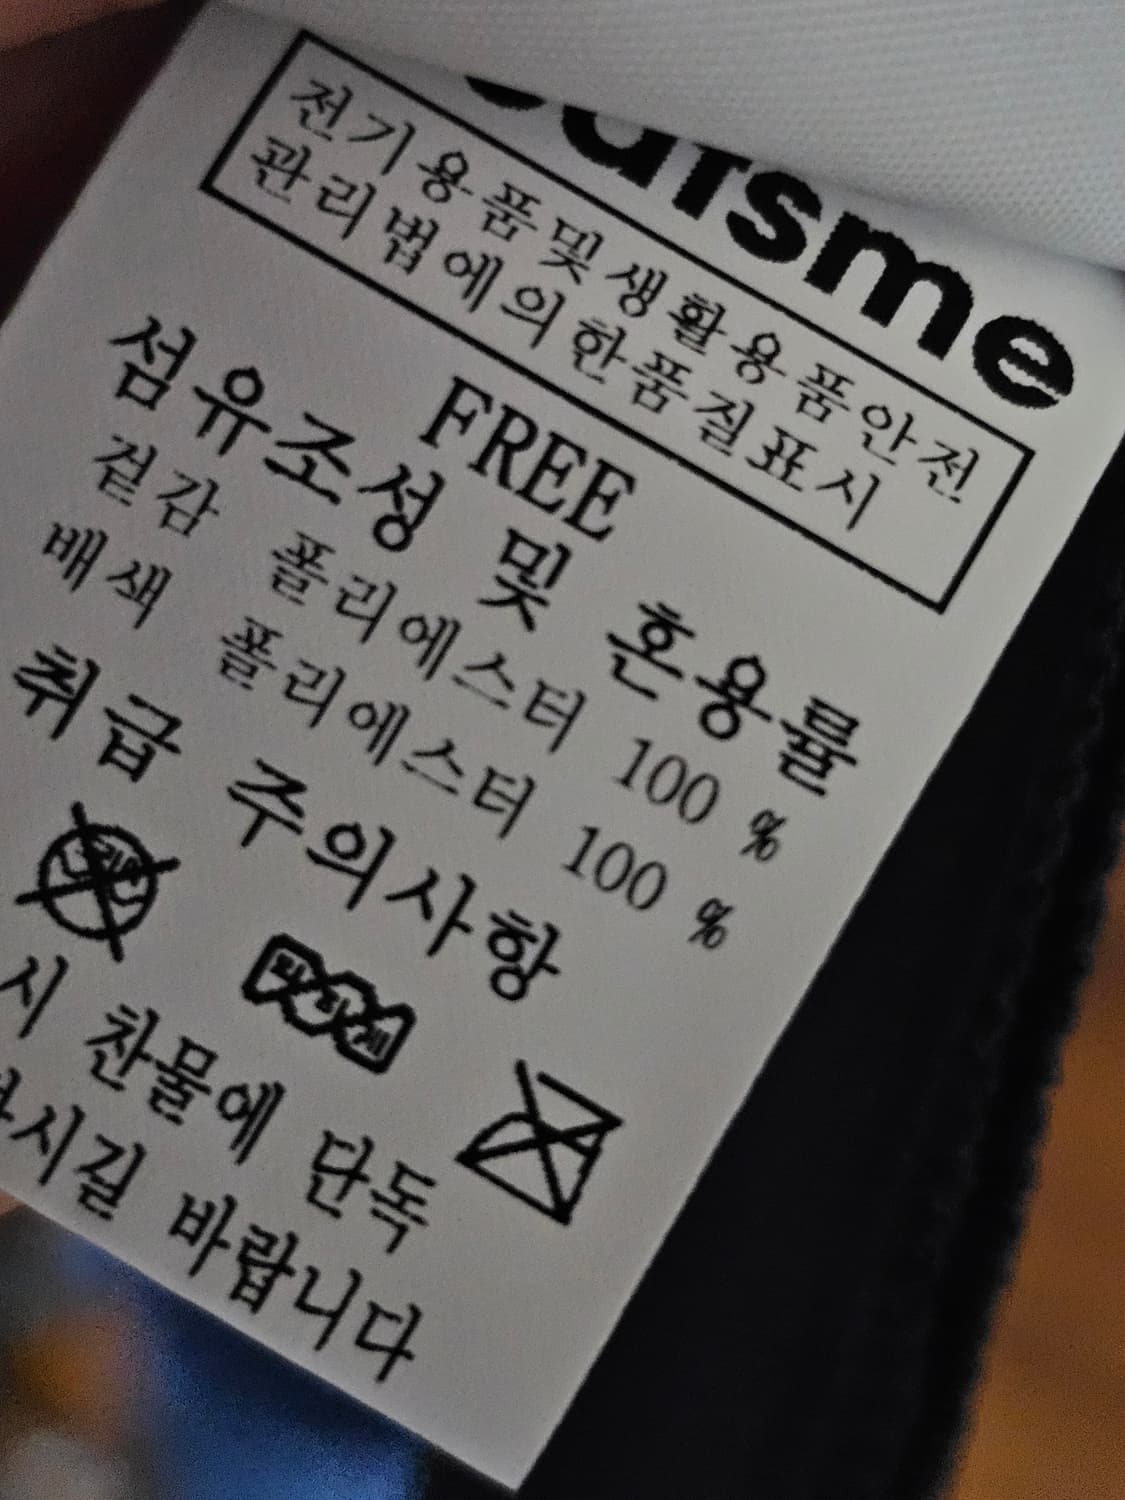 전기용품및생활용품안전
관리법에의한품질표시
FREE
섬유조성 및 혼용률
겉감 폴리에스터 100 %
배색 폴리에스터 100 %
취급 주의사항
시 찬물에 단독
바랍니다